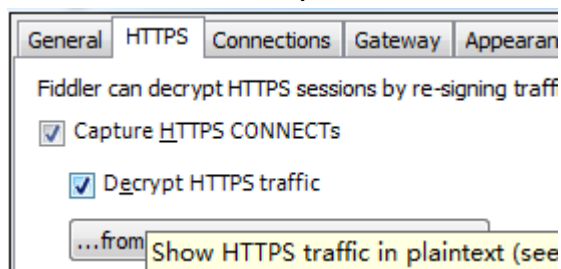 General HTTPS Connections Gateway Appearan
Fiddler can decrypt HTTPS sessions by re-signing traff
Capture HTTPS CONNECTs
Decrypt HTTPS traffic
...from Show HTTPS traffic in plaintext (see